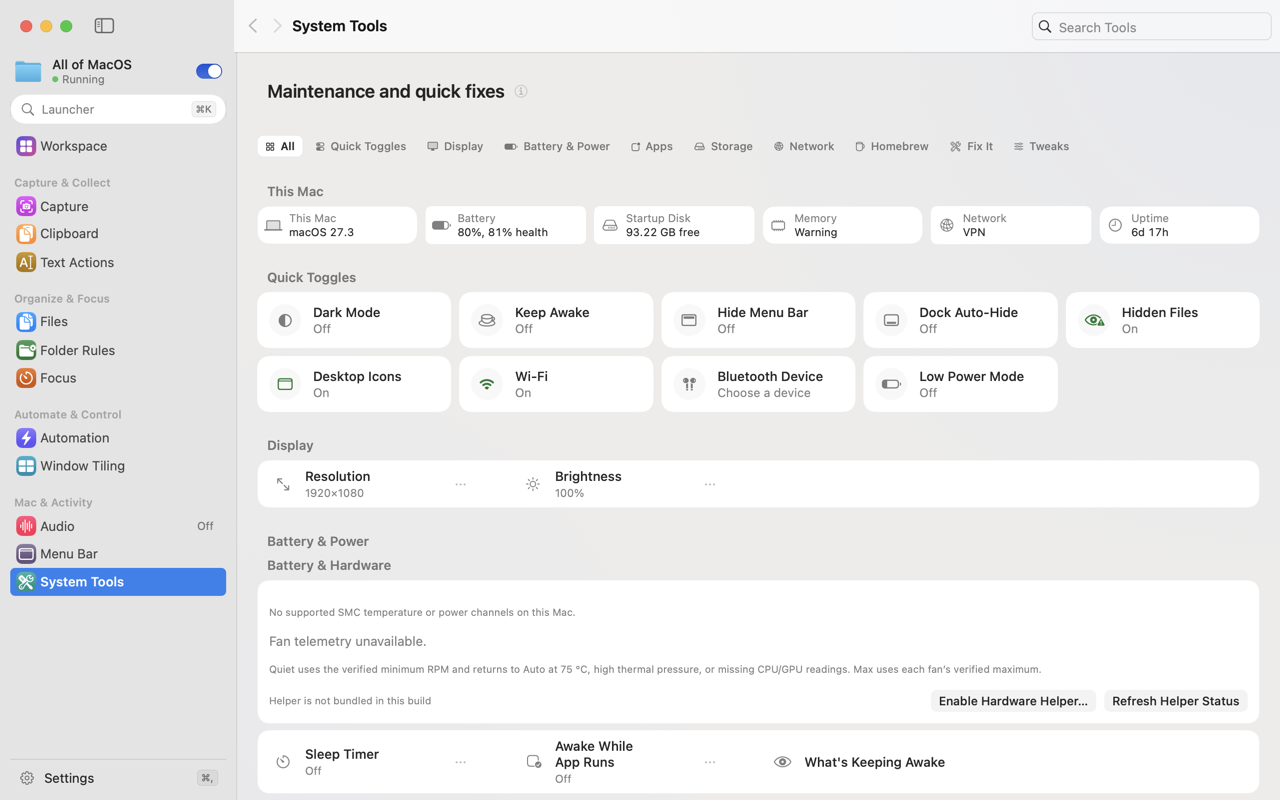 System Tools
Search Tools
All of MacOS
Running
Launcher
⌘K
Workspace
Capture & Collect
Capture
Clipboard
Text Actions
Organize & Focus
Files
Folder Rules
Focus
Automate & Control
Automation
Window Tiling
Mac & Activity
Audio
Off
Menu Bar
System Tools
Settings
⌘,
Maintenance and quick fixes
All
Quick Toggles
Display
Battery & Power
Apps
Storage
Network
Homebrew
Fix It
Tweaks
This Mac
This Mac
macOS 27.3
Battery
80%, 81% health
Startup Disk
93.22 GB free
Memory
Warning
Network
VPN
Uptime
6d 17h
Quick Toggles
Dark Mode
Off
Keep Awake
Off
Hide Menu Bar
Off
Dock Auto-Hide
Off
Hidden Files
On
Desktop Icons
On
Wi-Fi
On
Bluetooth Device
Choose a device
Low Power Mode
Off
Display
Resolution
1920×1080
Brightness
100%
Battery & Power
Battery & Hardware
No supported SMC temperature or power channels on this Mac.
Fan telemetry unavailable.
Quiet uses the verified minimum RPM and returns to Auto at 75 °C, high thermal pressure, or missing CPU/GPU readings. Max uses each fan's verified maximum.
Helper is not bundled in this build
Enable Hardware Helper...
Refresh Helper Status
Sleep Timer
Off
Awake While
App Runs
Off
What's Keeping Awake